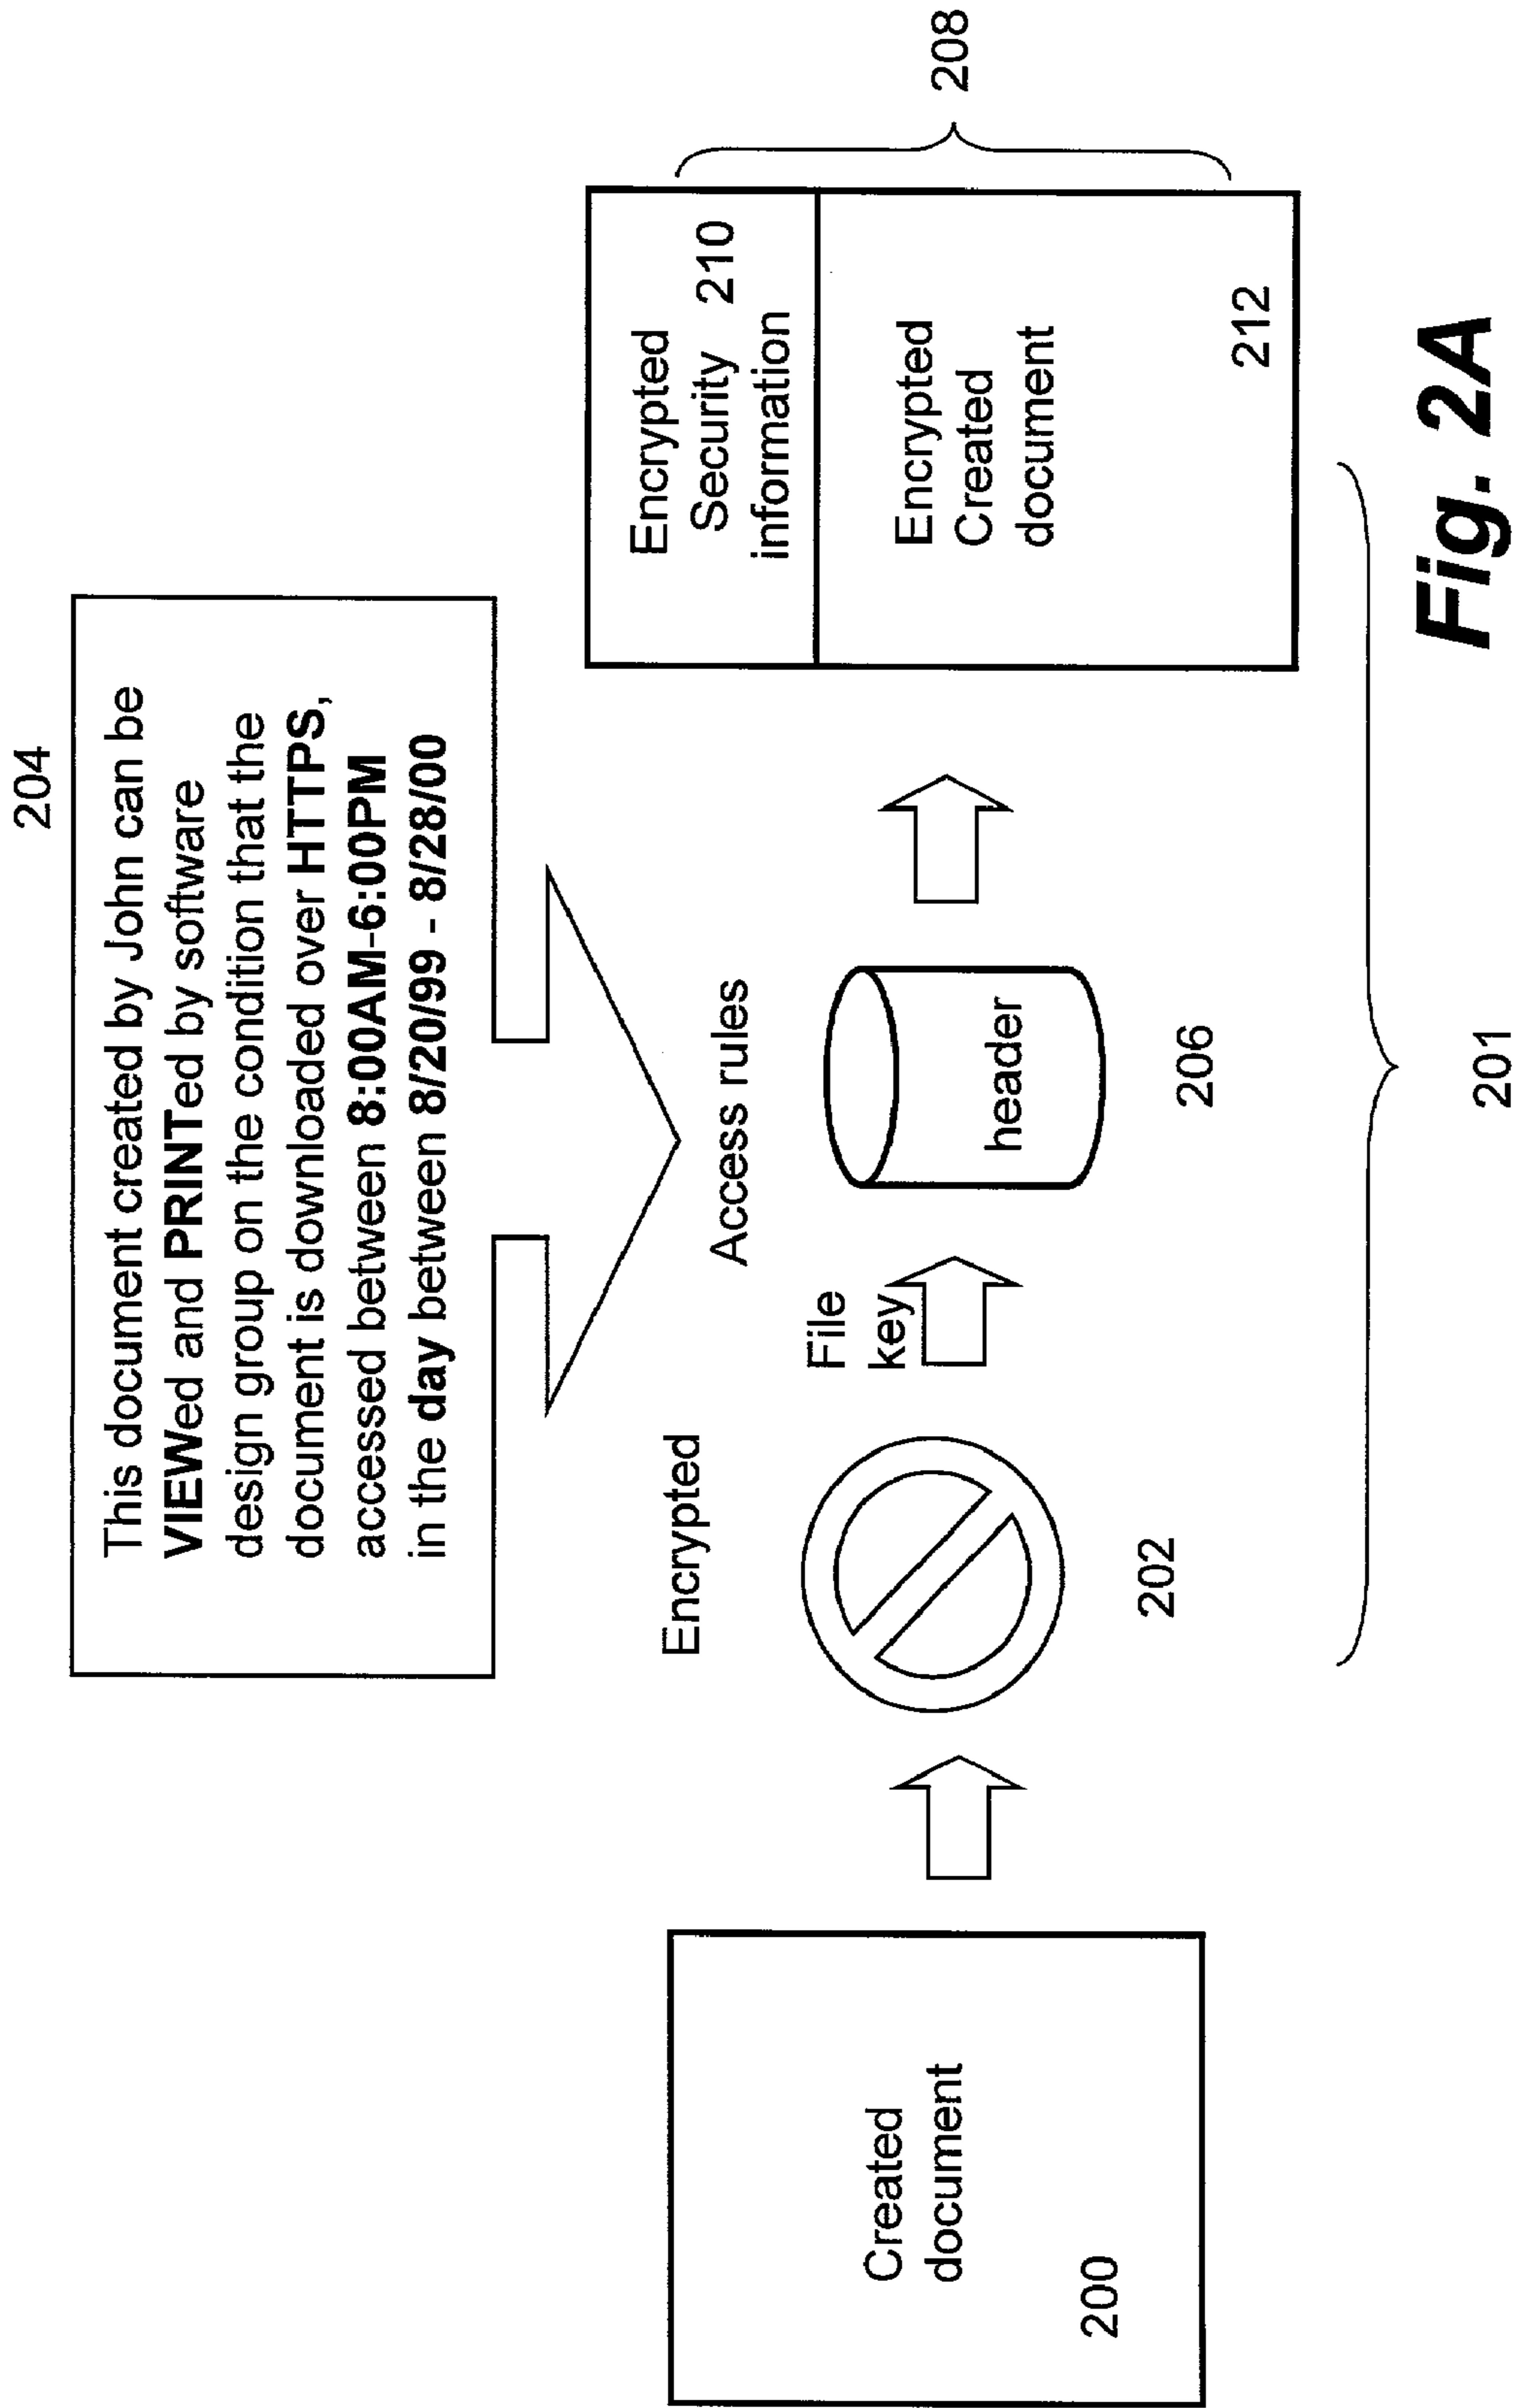 204
This document created by John can be
VIEWed and PRINTed by software
design group on the condition that the
document is downloaded over HTTPS,
accessed between 8:00AM-6:00PM
in the day between 8/20/99 - 8/28/00
Created
document
200
Encrypted
202
File
key
Access rules
header
206
Encrypted
Security 210
information
Encrypted
Created
document
212
208
201
Fig. 2A